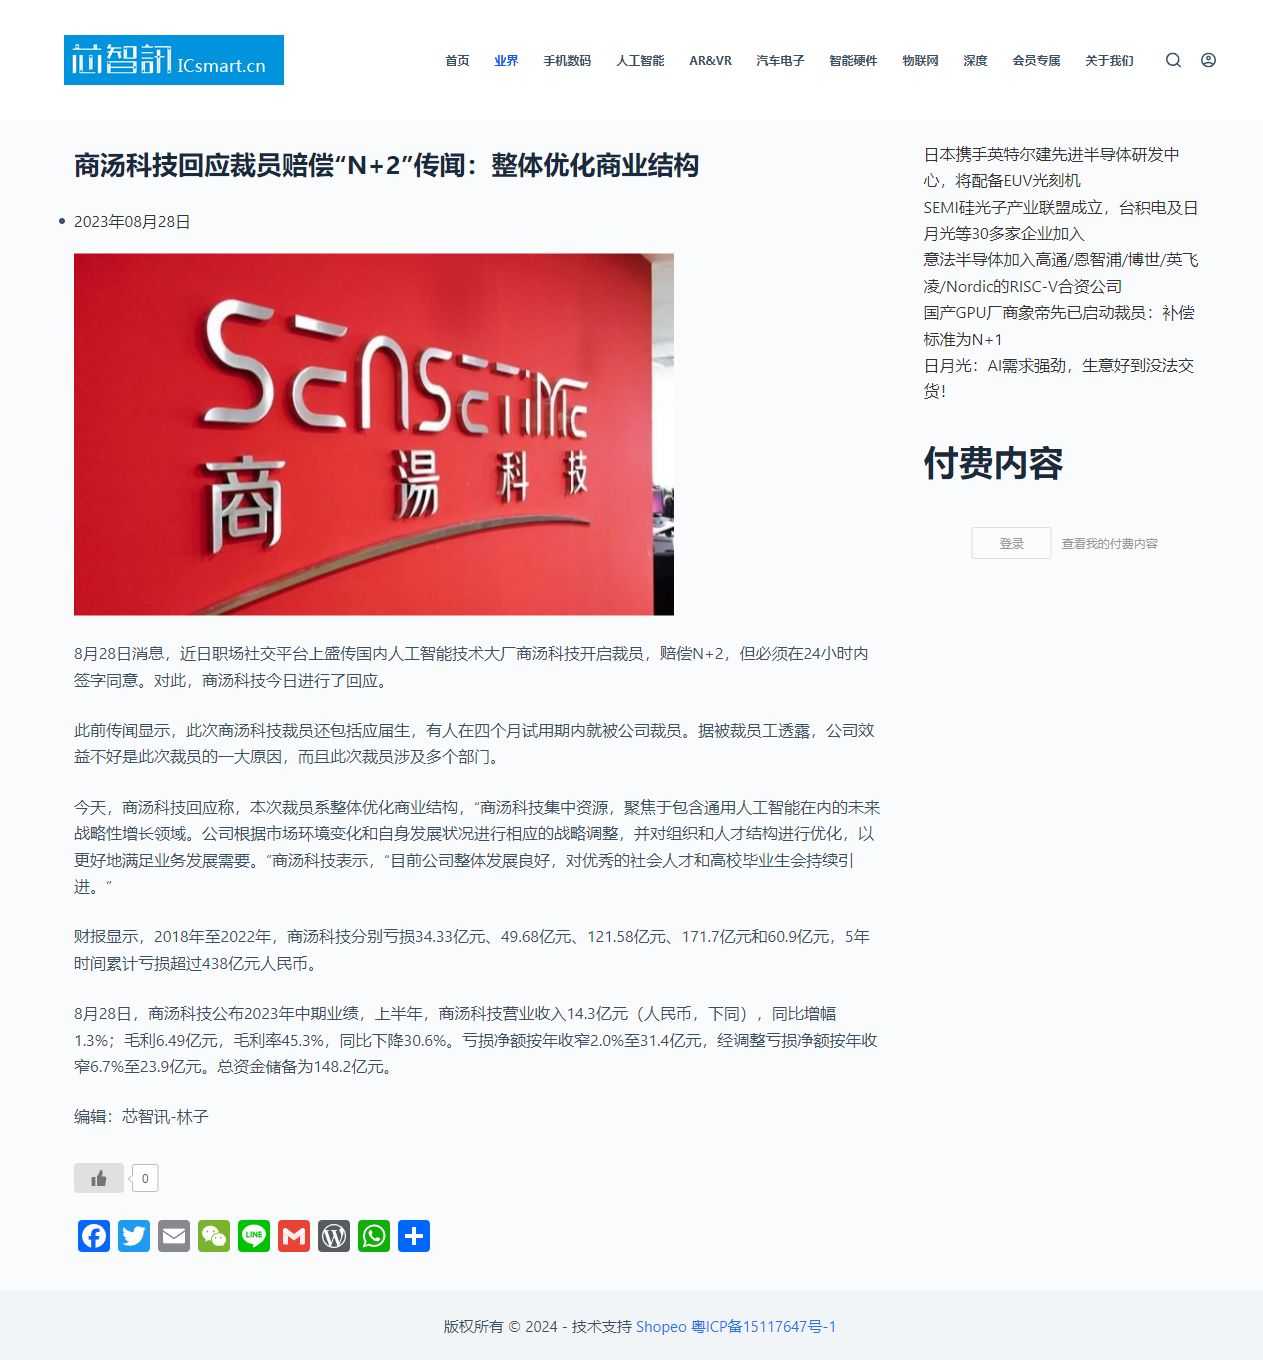 芯智訊 ICsmart.cn
首页 业界 手机数码 人工智能 AR&VR 汽车电子 智能硬件 物联网 深度 会员专属 关于我们
商汤科技回应裁员赔偿“N+2”传闻：整体优化商业结构
2023年08月28日
SENSETIME
商湯科技
8月28日消息，近日职场社交平台上盛传国内人工智能技术大厂商汤科技开启裁员，赔偿N+2，但必须在24小时内
签字同意。对此，商汤科技今日进行了回应。
此前传闻显示，此次商汤科技裁员还包括应届生，有人在四个月试用期内就被公司裁员。据被裁员工透露，公司效
益不好是此次裁员的一大原因，而且此次裁员涉及多个部门。
今天，商汤科技回应称，本次裁员系整体优化商业结构，“商汤科技集中资源，聚焦于包含通用人工智能在内的未来
战略性增长领域。公司根据市场环境变化和自身发展状况进行相应的战略调整，并对组织和人才结构进行优化，以
更好地满足业务发展需要。”商汤科技表示，“目前公司整体发展良好，对优秀的社会人才和高校毕业生会持续引
进。”
财报显示，2018年至2022年，商汤科技分别亏损34.33亿元、49.68亿元、121.58亿元、171.7亿元和60.9亿元，5年
时间累计亏损超过438亿元人民币。
8月28日，商汤科技公布2023年中期业绩，上半年，商汤科技营业收入14.3亿元（人民币，下同），同比增幅
1.3%；毛利6.49亿元，毛利率45.3%，同比下降30.6%。亏损净额按年收窄2.0%至31.4亿元，经调整亏损净额按年收
窄6.7%至23.9亿元。总资金储备为148.2亿元。
编辑：芯智讯-林子
0
日本携手英特尔建先进半导体研发中
心，将配备EUV光刻机
SEMI硅光子产业联盟成立，台积电及日
月光等30多家企业加入
意法半导体加入高通/恩智浦/博世/英飞
凌/Nordic的RISC-V合资公司
国产GPU厂商象帝先已启动裁员：补偿
标准为N+1
日月光：AI需求强劲，生意好到没法交
货！
付费内容
登录 查看我的付费内容
版权所有 © 2024 - 技术支持 Shopeo 粤ICP备15117647号-1